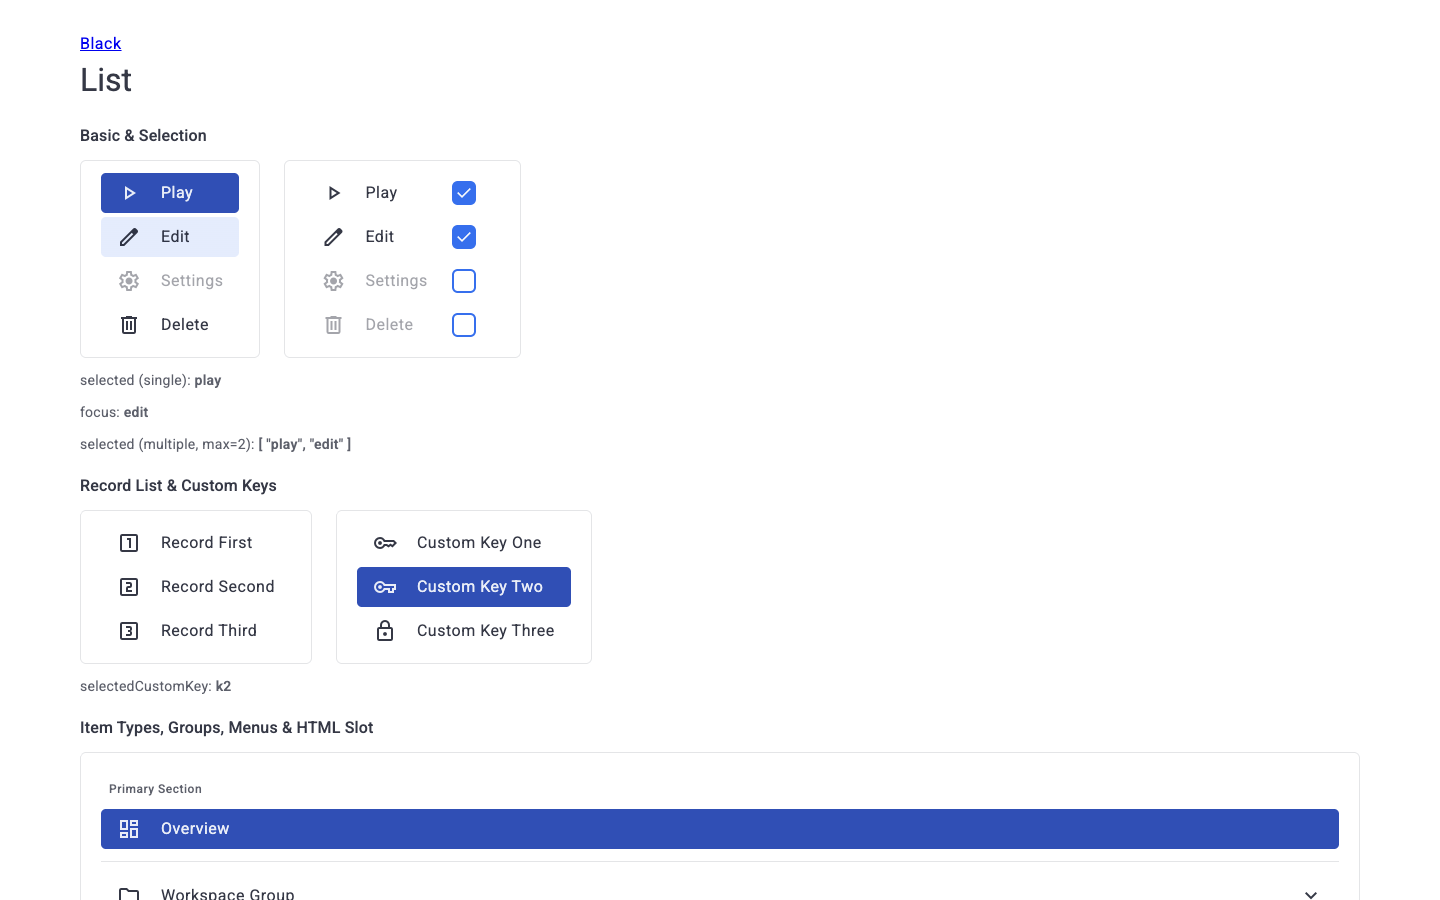 Black
List
Basic & Selection
Play
Edit
Settings
Delete
Play
Edit
Settings
Delete
selected (single): play
focus: edit
selected (multiple, max=2): [ "play", "edit" ]
Record List & Custom Keys
Record First
Record Second
Record Third
Custom Key One
Custom Key Two
Custom Key Three
selectedCustomKey: k2
Item Types, Groups, Menus & HTML Slot
Primary Section
Overview
Workspace Group